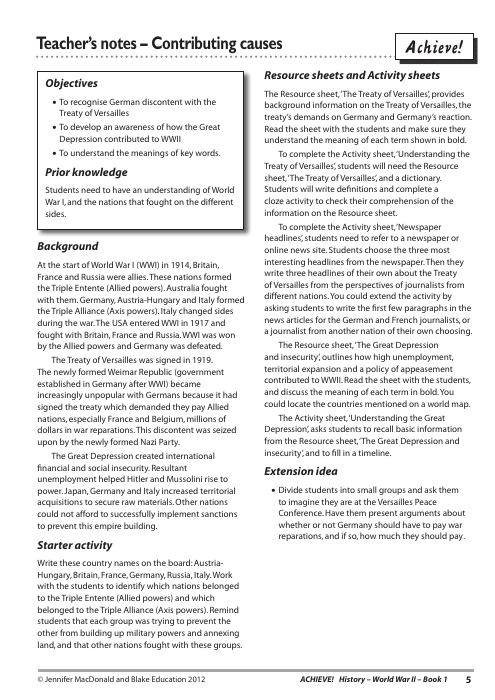 Teacher's notes – Contributing causes
Achieve!
Objectives
• To recognise German discontent with the
Treaty of Versailles
• To develop an awareness of how the Great
Depression contributed to WWII
• To understand the meanings of key words.
Prior knowledge
Students need to have an understanding of World
War I, and the nations that fought on the different
sides.
Background
At the start of World War I (WWI) in 1914, Britain,
France and Russia were allies. These nations formed
the Triple Entente (Allied powers). Australia fought
with them. Germany, Austria-Hungary and Italy formed
the Triple Alliance (Axis powers). Italy changed sides
during the war. The USA entered WWI in 1917 and
fought with Britain, France and Russia. WWI was won
by the Allied powers and Germany was defeated.
The Treaty of Versailles was signed in 1919.
The newly formed Weimar Republic (government
established in Germany after WWI) became
increasingly unpopular with Germans because it had
signed the treaty which demanded they pay Allied
nations, especially France and Belgium, millions of
dollars in war reparations. This discontent was seized
upon by the newly formed Nazi Party.
The Great Depression created international
financial and social insecurity. Resultant
unemployment helped Hitler and Mussolini rise to
power. Japan, Germany and Italy increased territorial
acquisitions to secure raw materials. Other nations
could not afford to successfully implement sanctions
to prevent this empire building.
Starter activity
Write these country names on the board: Austria-
Hungary, Britain, France, Germany, Russia, Italy. Work
with the students to identify which nations belonged
to the Triple Entente (Allied powers) and which
belonged to the Triple Alliance (Axis powers). Remind
students that each group was trying to prevent the
other from building up military powers and annexing
land, and that other nations fought with these groups.
Resource sheets and Activity sheets
The Resource sheet, 'The Treaty of Versailles', provides
background information on the Treaty of Versailles, the
treaty's demands on Germany and Germany's reaction.
Read the sheet with the students and make sure they
understand the meaning of each term shown in bold.
To complete the Activity sheet, 'Understanding the
Treaty of Versailles', students will need the Resource
sheet, 'The Treaty of Versailles', and a dictionary.
Students will write definitions and complete a
cloze activity to check their comprehension of the
information on the Resource sheet.
To complete the Activity sheet, 'Newspaper
headlines', students need to refer to a newspaper or
online news site. Students choose the three most
interesting headlines from the newspaper. Then they
write three headlines of their own about the Treaty
of Versailles from the perspectives of journalists from
different nations. You could extend the activity by
asking students to write the first few paragraphs in the
news articles for the German and French journalists, or
a journalist from another nation of their own choosing.
The Resource sheet, 'The Great Depression
and insecurity', outlines how high unemployment,
territorial expansion and a policy of appeasement
contributed to WWII. Read the sheet with the students,
and discuss the meaning of each term in bold. You
could locate the countries mentioned on a world map.
The Activity sheet, 'Understanding the Great
Depression', asks students to recall basic information
from the Resource sheet, 'The Great Depression and
insecurity', and to fill in a timeline.
Extension idea
• Divide students into small groups and ask them
to imagine they are at the Versailles Peace
Conference. Have them present arguments about
whether or not Germany should have to pay war
reparations, and if so, how much they should pay.
© Jennifer MacDonald and Blake Education 2012
ACHIEVE! History – World War II – Book 1 5